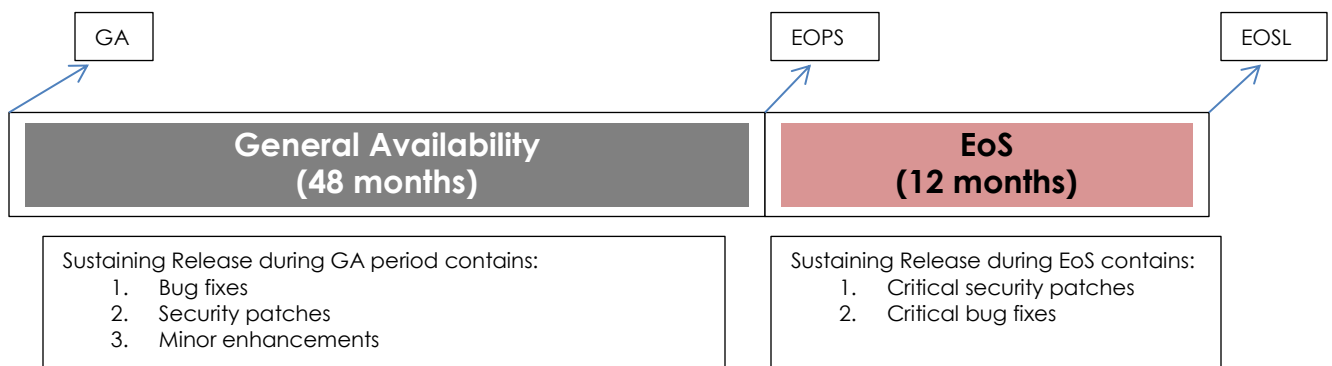 GA
EOPS
EOSL
General Availability
(48 months)
EoS
(12 months)
Sustaining Release during GA period contains:
1. Bug fixes
2. Security patches
3. Minor enhancements
Sustaining Release during EoS contains:
1. Critical security patches
2. Critical bug fixes